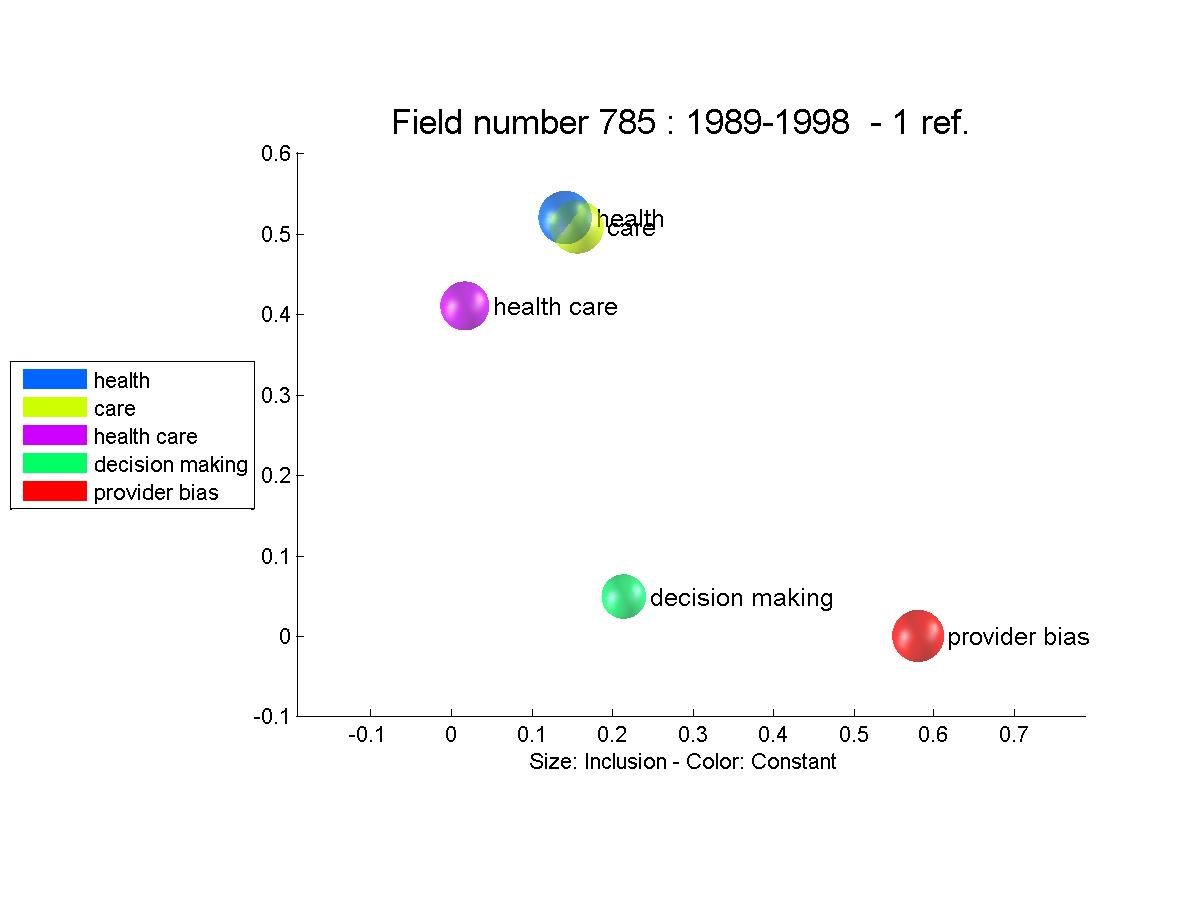 Field number 785 : 1989-1998  - 1 ref.
0.6
0.5
0.4
0.3
0.2
0.1
0
-0.1
health
care
health care
decision making
provider bias
health
care
health care
decision making
provider bias
-0.1 0 0.1 0.2 0.3 0.4 0.5 0.6 0.7
Size: Inclusion - Color: Constant